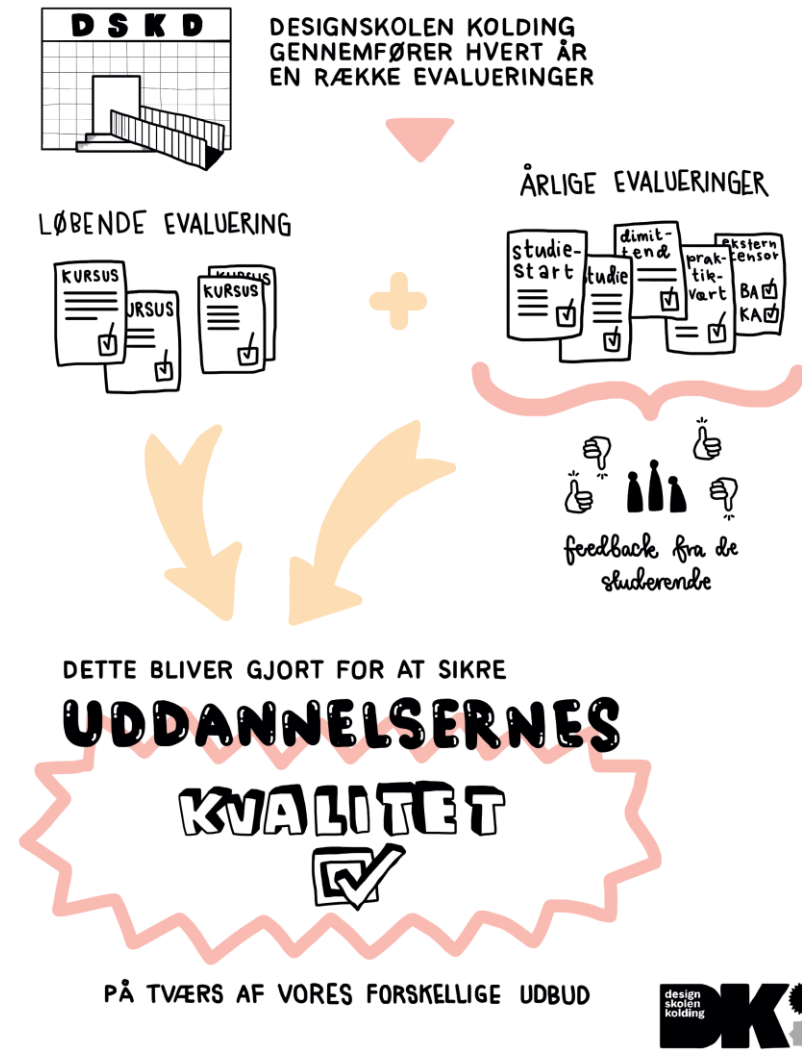 DSKD
DESIGNSKOLEN KOLDING
GENNEMFØRER HVERT ÅR
EN RÆKKE EVALUERINGER
LØBENDE EVALUERING
KURSUS
URSUS
KURSUS
KURSUS
+
ÅRLIGE EVALUERINGER
studie-
start
studie
dimit-
tend
prak-
tik-
vært
ekstern
censor
BA
KA
feedback fra de
studerende
DETTE BLIVER GJORT FOR AT SIKRE
UDDANNELSERNES
KVALITET
PÅ TVÆRS AF VORES FORSKELLIGE UDBUD
design
skolen
kolding
DK